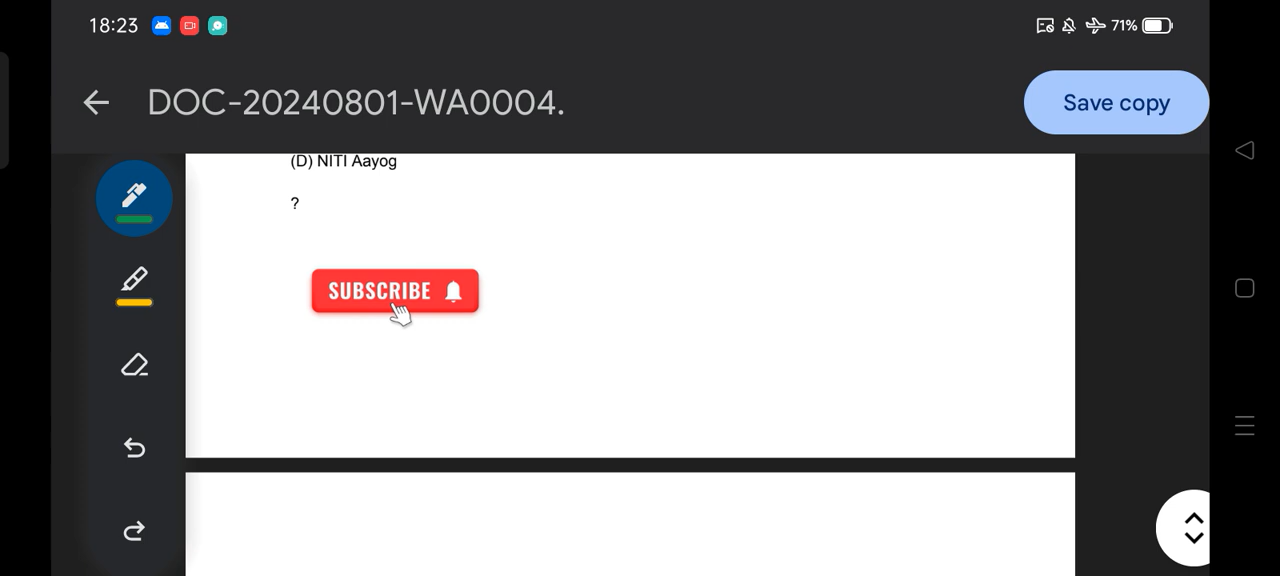 18:23
71%
DOC-20240801-WA0004.
Save copy
(D) NITI Aayog
?
SUBSCRIBE